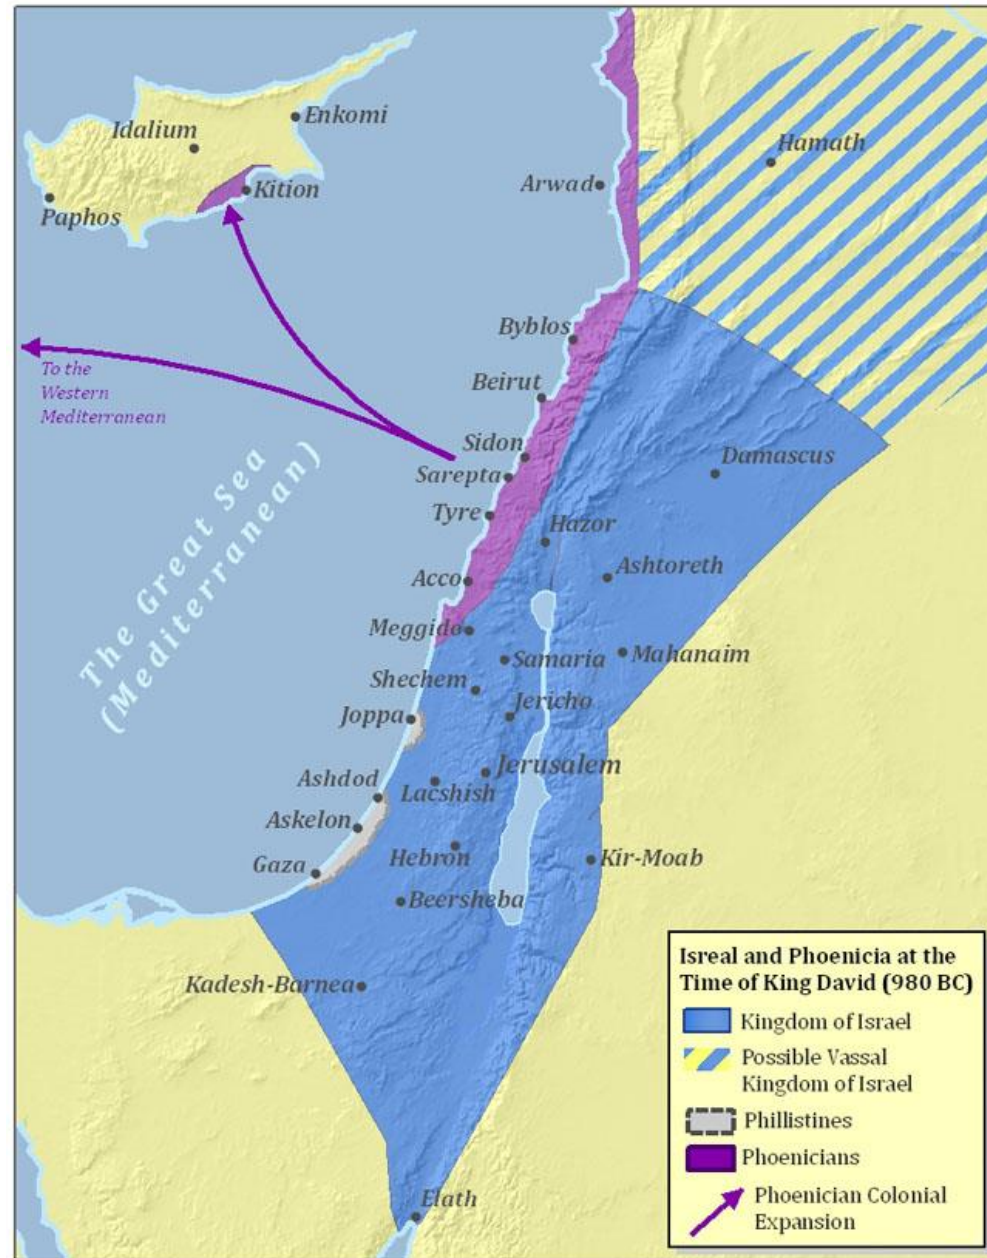 Enkomi
Idalium
Hamath
Kition
Arwad
Paphos
Byblos
To the
Western
Mediterranean
Beirut
Sidon
Damascus
Sarepta
Tyre
Hazor
Ashtoreth
Acco
The Great Sea
(Mediterranean)
Meggido
Samaria
Mahanaim
Shechem
Jericho
Joppa
Jerusalem
Ashdod
Lacshish
Askelon
Hebron
Kir-Moab
Gaza
Beersheba
Kadesh-Barnea
Elath
Isreal and Phoenicia at the
Time of King David (980 BC)
Kingdom of Israel
Possible Vassal
Kingdom of Israel
Phillistines
Phoenicians
Phoenician Colonial
Expansion